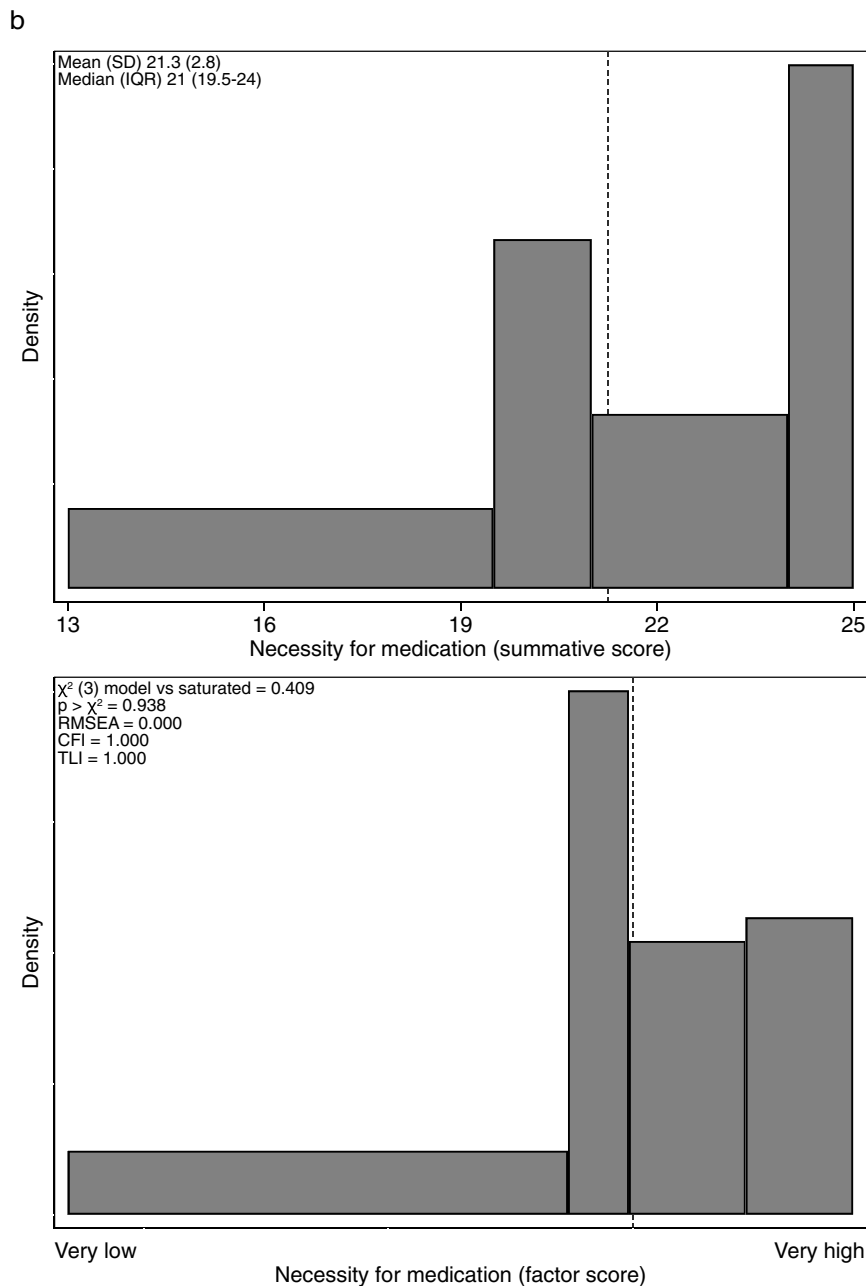 b
Mean (SD) 21.3 (2.8)
Median (IQR) 21 (19.5-24)
Density
13 16 19 22 25
Necessity for medication (summative score)
χ² (3) model vs saturated = 0.409
p > χ² = 0.938
RMSEA = 0.000
CFI = 1.000
TLI = 1.000
Density
Very low Very high
Necessity for medication (factor score)